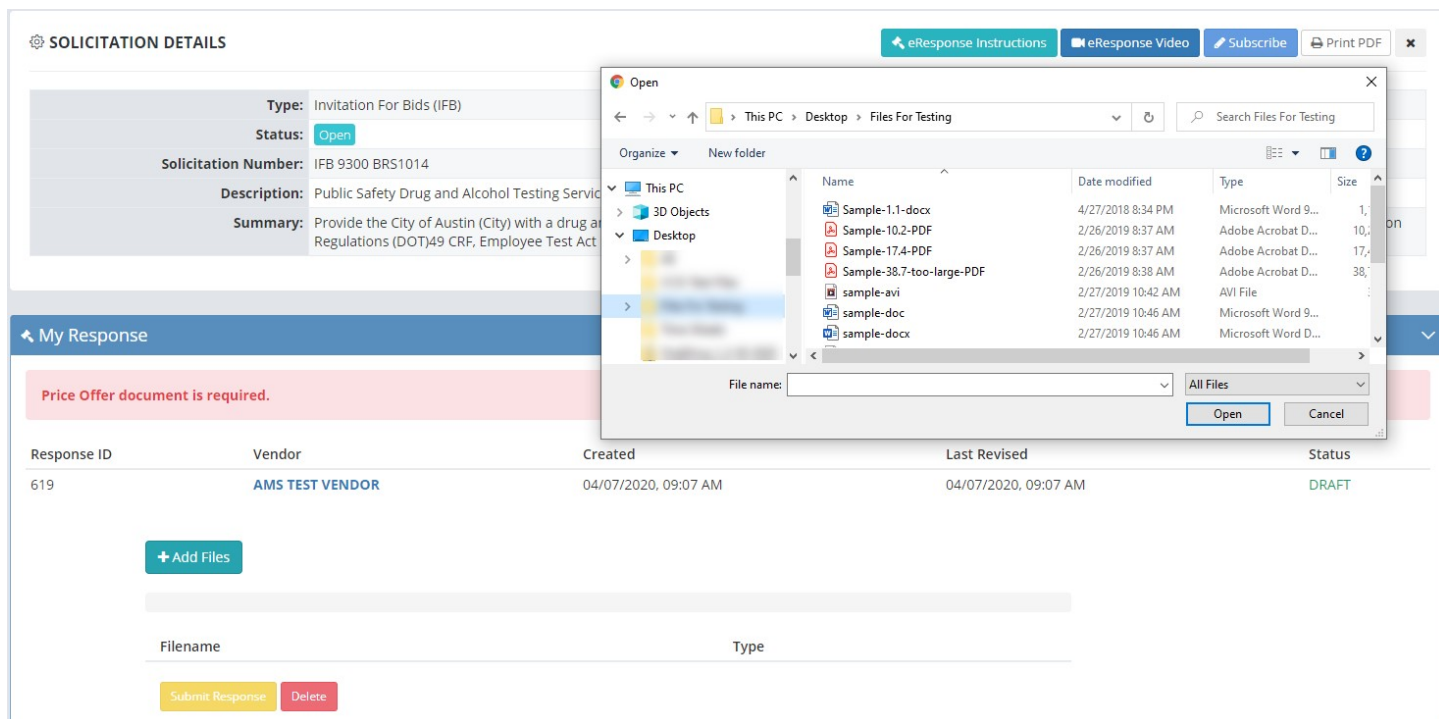 SOLICITATION DETAILS
eResponse Instructions
eResponse Video
Subscribe
Print PDF
Type: Invitation For Bids (IFB)
Status: Open
Solicitation Number: IFB 9300 BRS1014
Description: Public Safety Drug and Alcohol Testing Servic
Summary: Provide the City of Austin (City) with a drug an
on
Regulations (DOT)49 CRF, Employee Test Act
Open
This PC > Desktop > Files For Testing
Search Files For Testing
Organize
New folder
This PC
3D Objects
Desktop
Name Date modified Type Size
Sample-1.1-docx 4/27/2018 8:34 PM Microsoft Word 9... 1,
Sample-10.2-PDF 2/26/2019 8:37 AM Adobe Acrobat D... 10,
Sample-17.4-PDF 2/26/2019 8:37 AM Adobe Acrobat D... 17,
Sample-38.7-too-large-PDF 2/26/2019 8:38 AM Adobe Acrobat D... 38,
sample-avi 2/27/2019 10:42 AM AVI File
sample-doc 2/27/2019 10:46 AM Microsoft Word 9...
sample-docx 2/27/2019 10:46 AM Microsoft Word D...
File name:
All Files
Open Cancel
My Response
Price Offer document is required.
Response ID Vendor Created Last Revised Status
619 AMS TEST VENDOR 04/07/2020, 09:07 AM 04/07/2020, 09:07 AM DRAFT
+ Add Files
Filename Type
Submit Response Delete